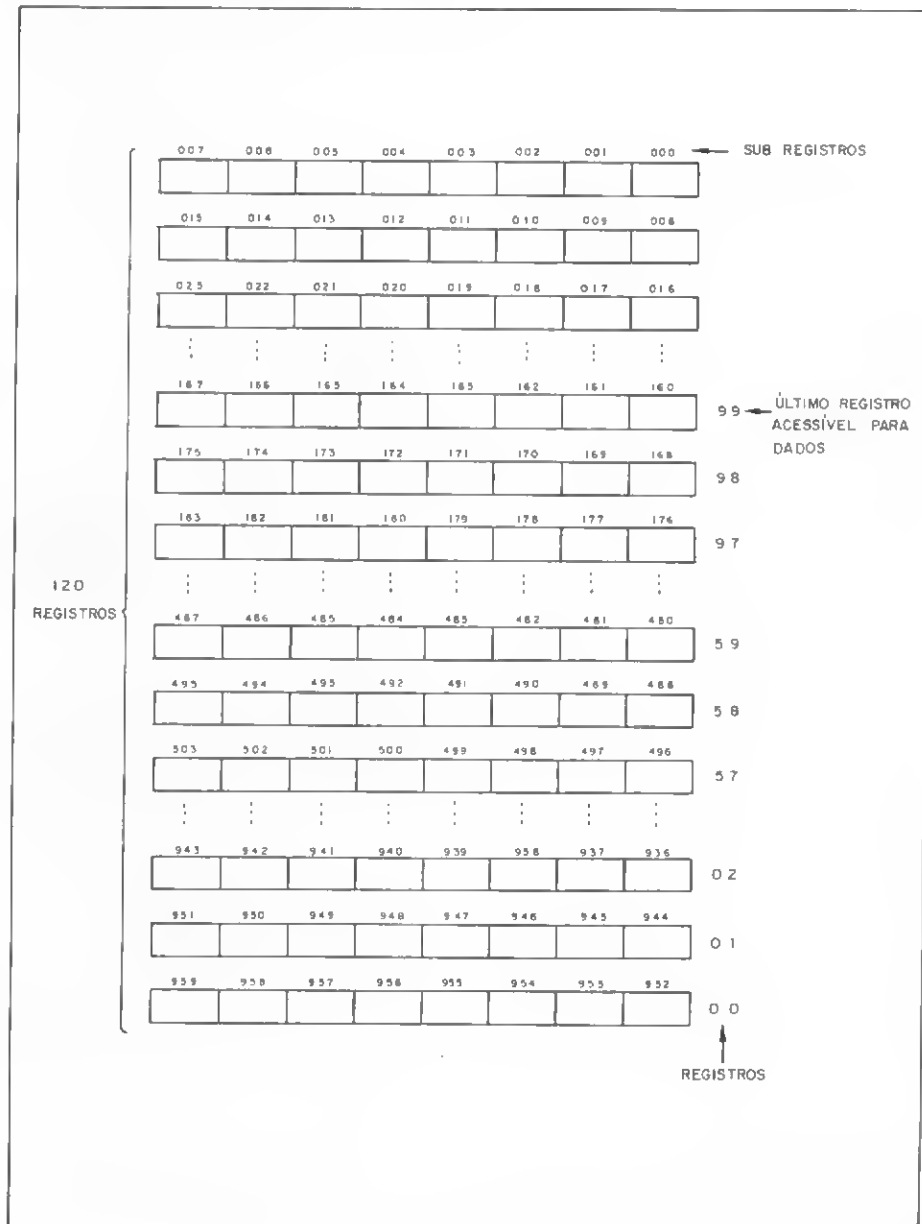 007 006 005 004 003 002 001 000 SUB REGISTROS
015 014 013 012 011 010 009 008
023 022 021 020 019 018 017 016
167 166 165 164 163 162 161 160
99 ÚLTIMO REGISTRO
ACESSÍVEL PARA
DADOS
175 174 173 172 171 170 169 168
98
183 182 181 180 179 178 177 176
97
120
REGISTROS
487 486 485 484 483 482 481 480
59
495 494 493 492 491 490 489 488
58
503 502 501 500 499 498 497 496
57
943 942 941 940 939 938 937 936
02
951 950 949 948 947 946 945 944
01
959 958 957 956 955 954 953 952
00
REGISTROS